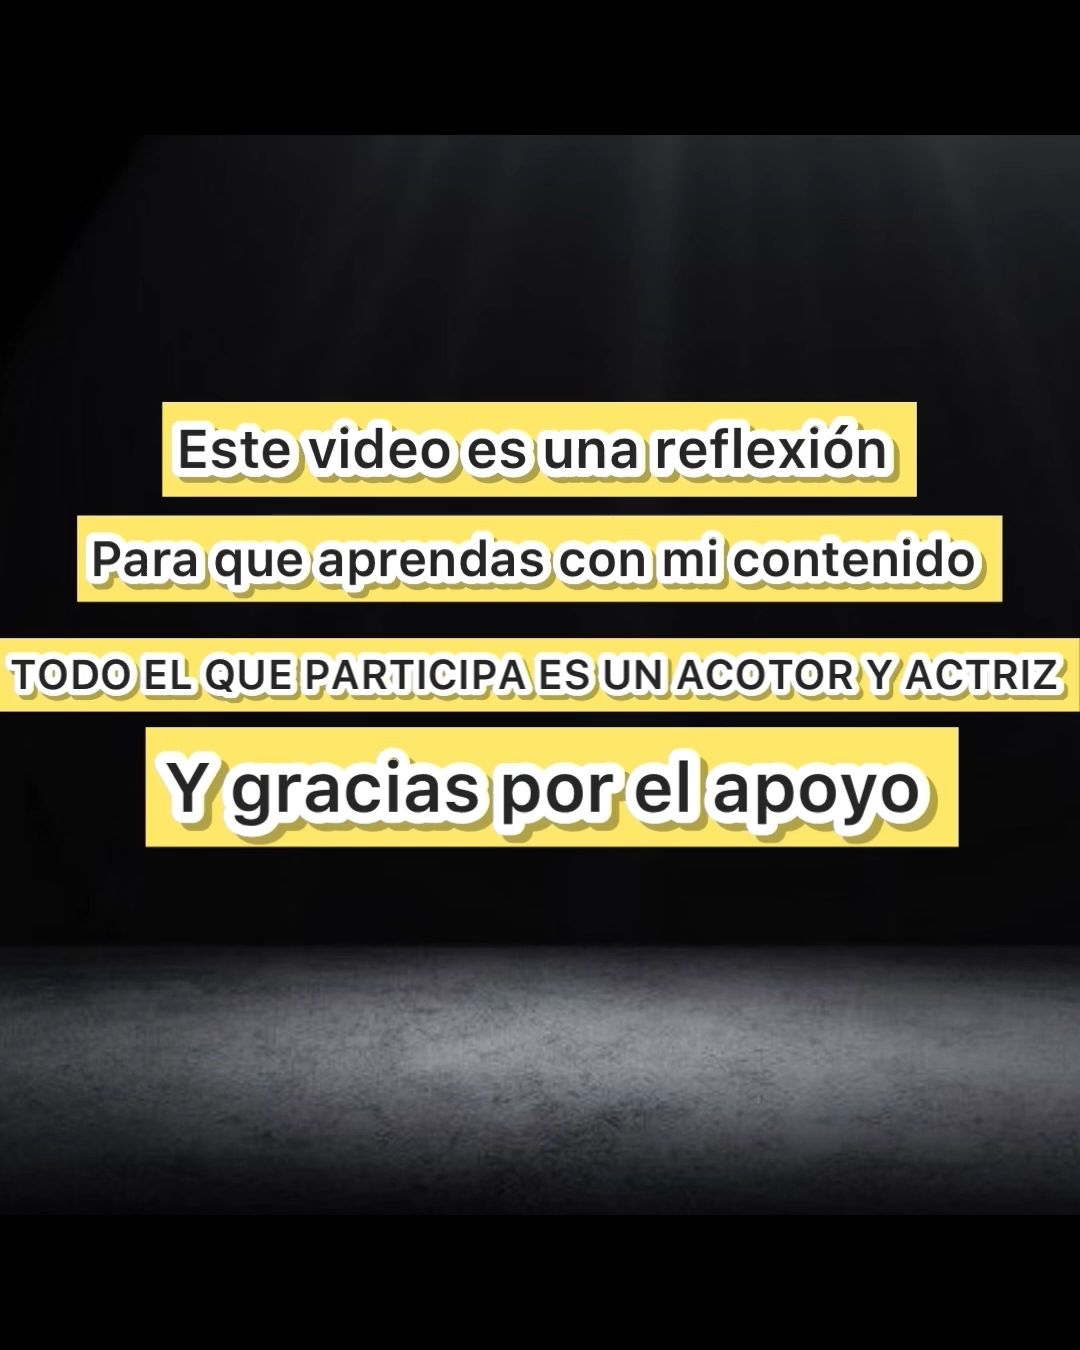 Este video es una reflexión
Para que aprendas con mi contenido
TODO EL QUE PARTICIPA ES UN ACOTOR Y ACTRIZ
Y gracias por el apoyo